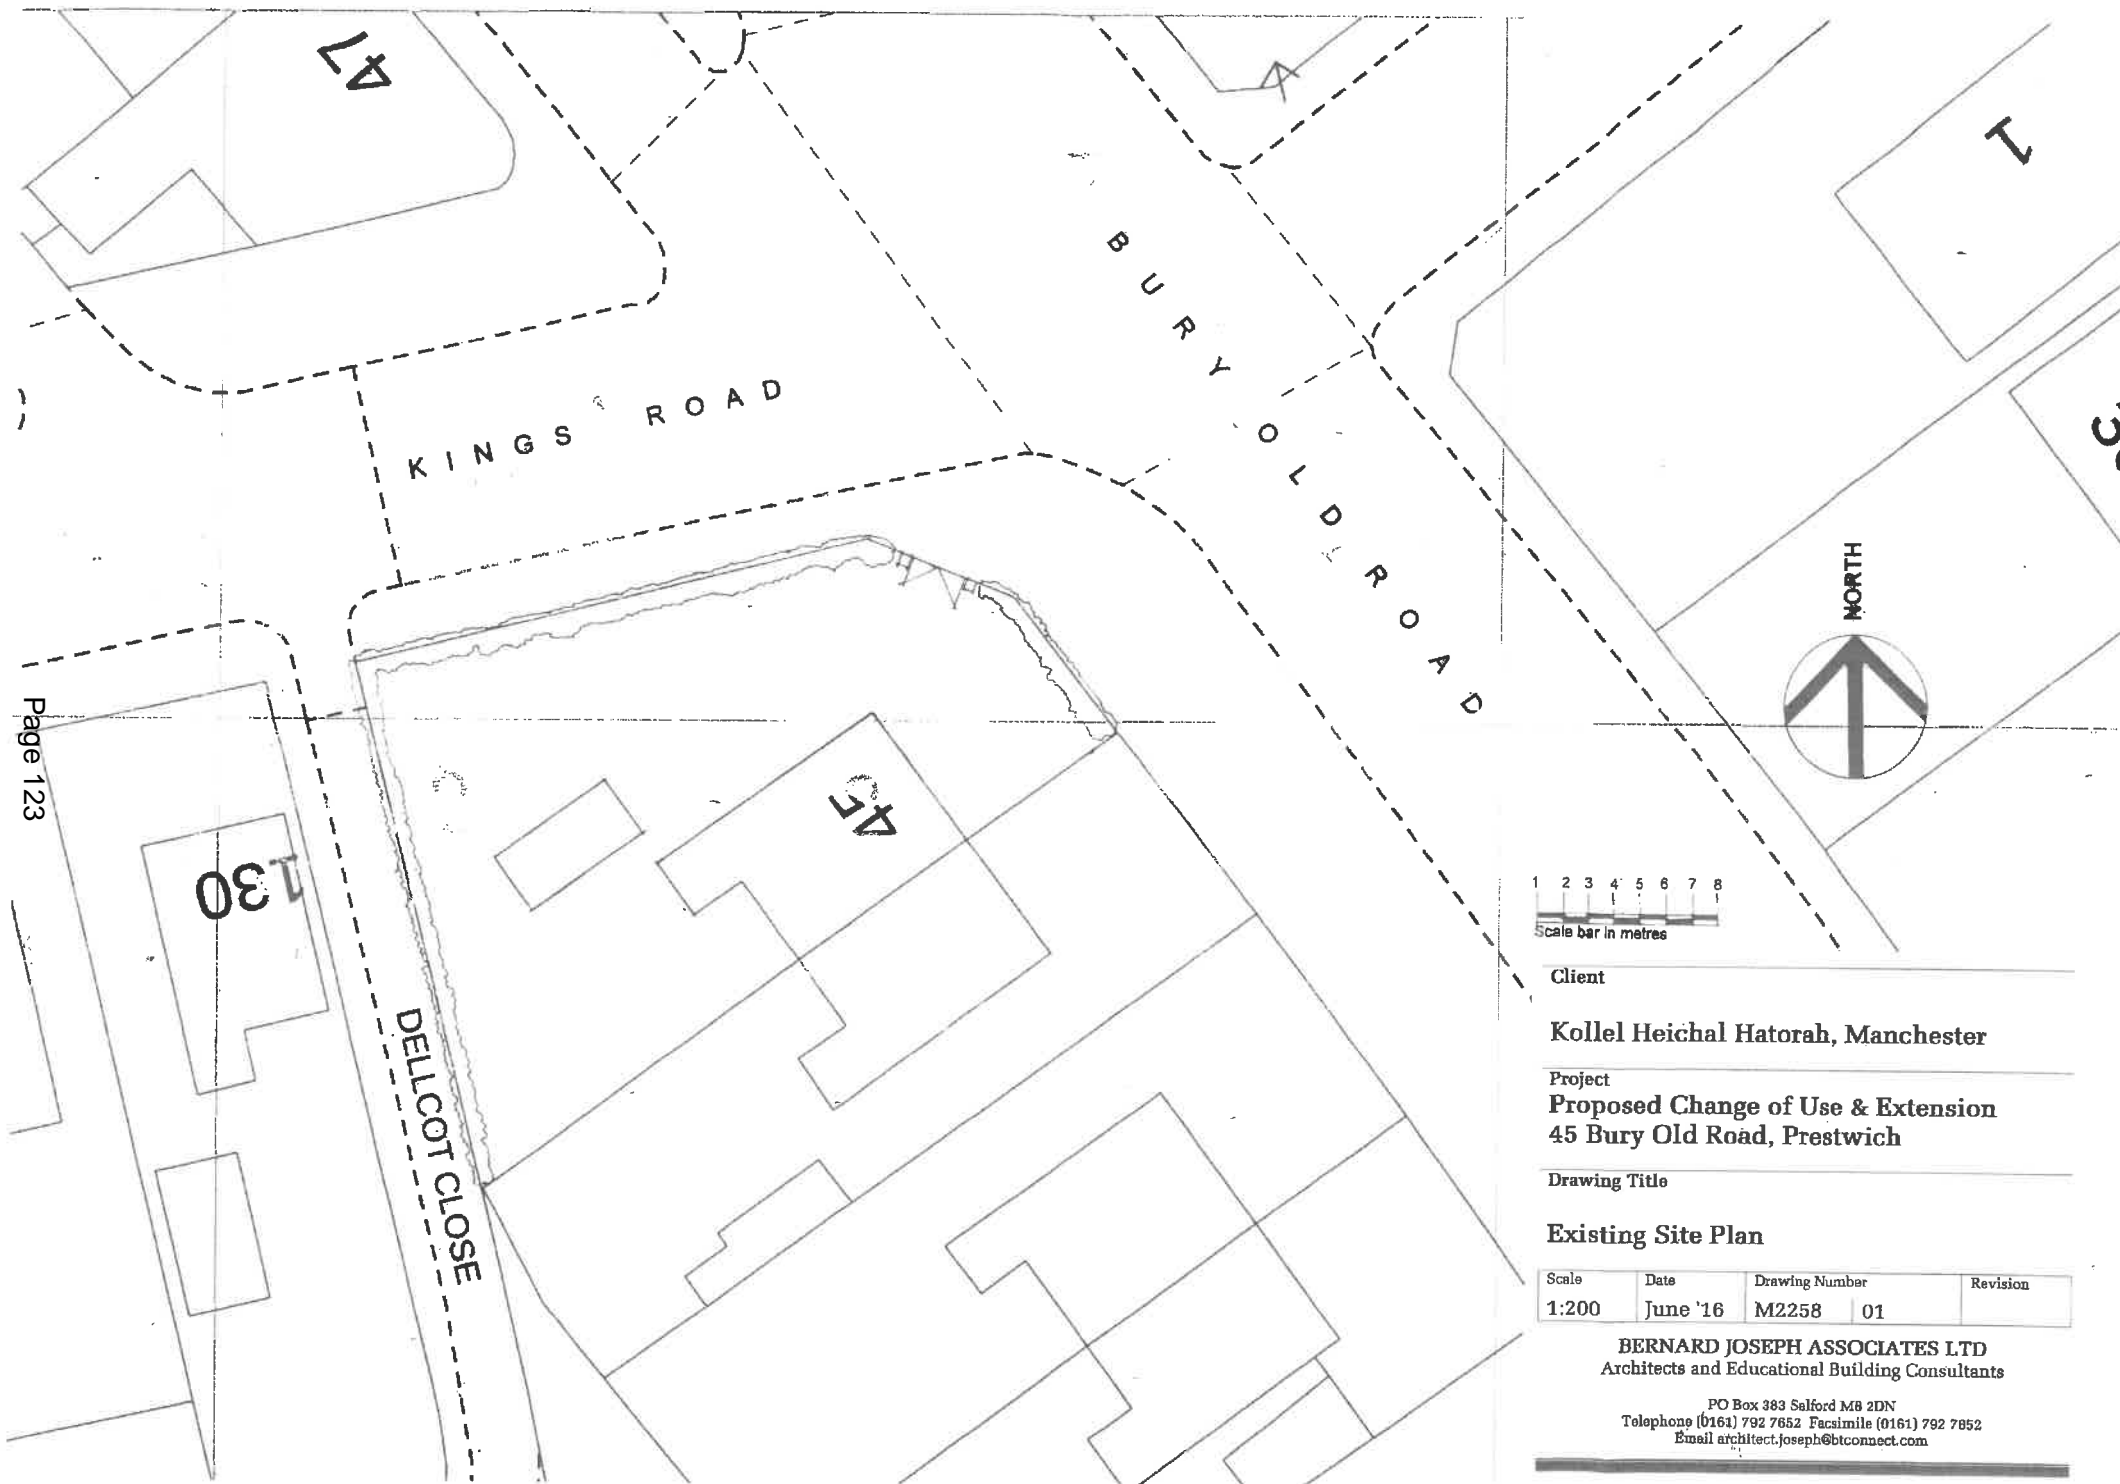 47
1
KINGS ROAD
BURY OLD ROAD
NORTH
Page 123
45
30
DELLCOT CLOSE
1 2 3 4 5 6 7 8
Scale bar in metres
Client
Kollel Heichal Hatorah, Manchester
Project
Proposed Change of Use & Extension
45 Bury Old Road, Prestwich
Drawing Title
Existing Site Plan
Scale Date Drawing Number Revision
1:200 June '16 M2258 01
BERNARD JOSEPH ASSOCIATES LTD
Architects and Educational Building Consultants
PO Box 383 Salford M8 2DN
Telephone (0161) 792 7652 Facsimile (0161) 792 7652
Email architect.joseph@btconnect.com